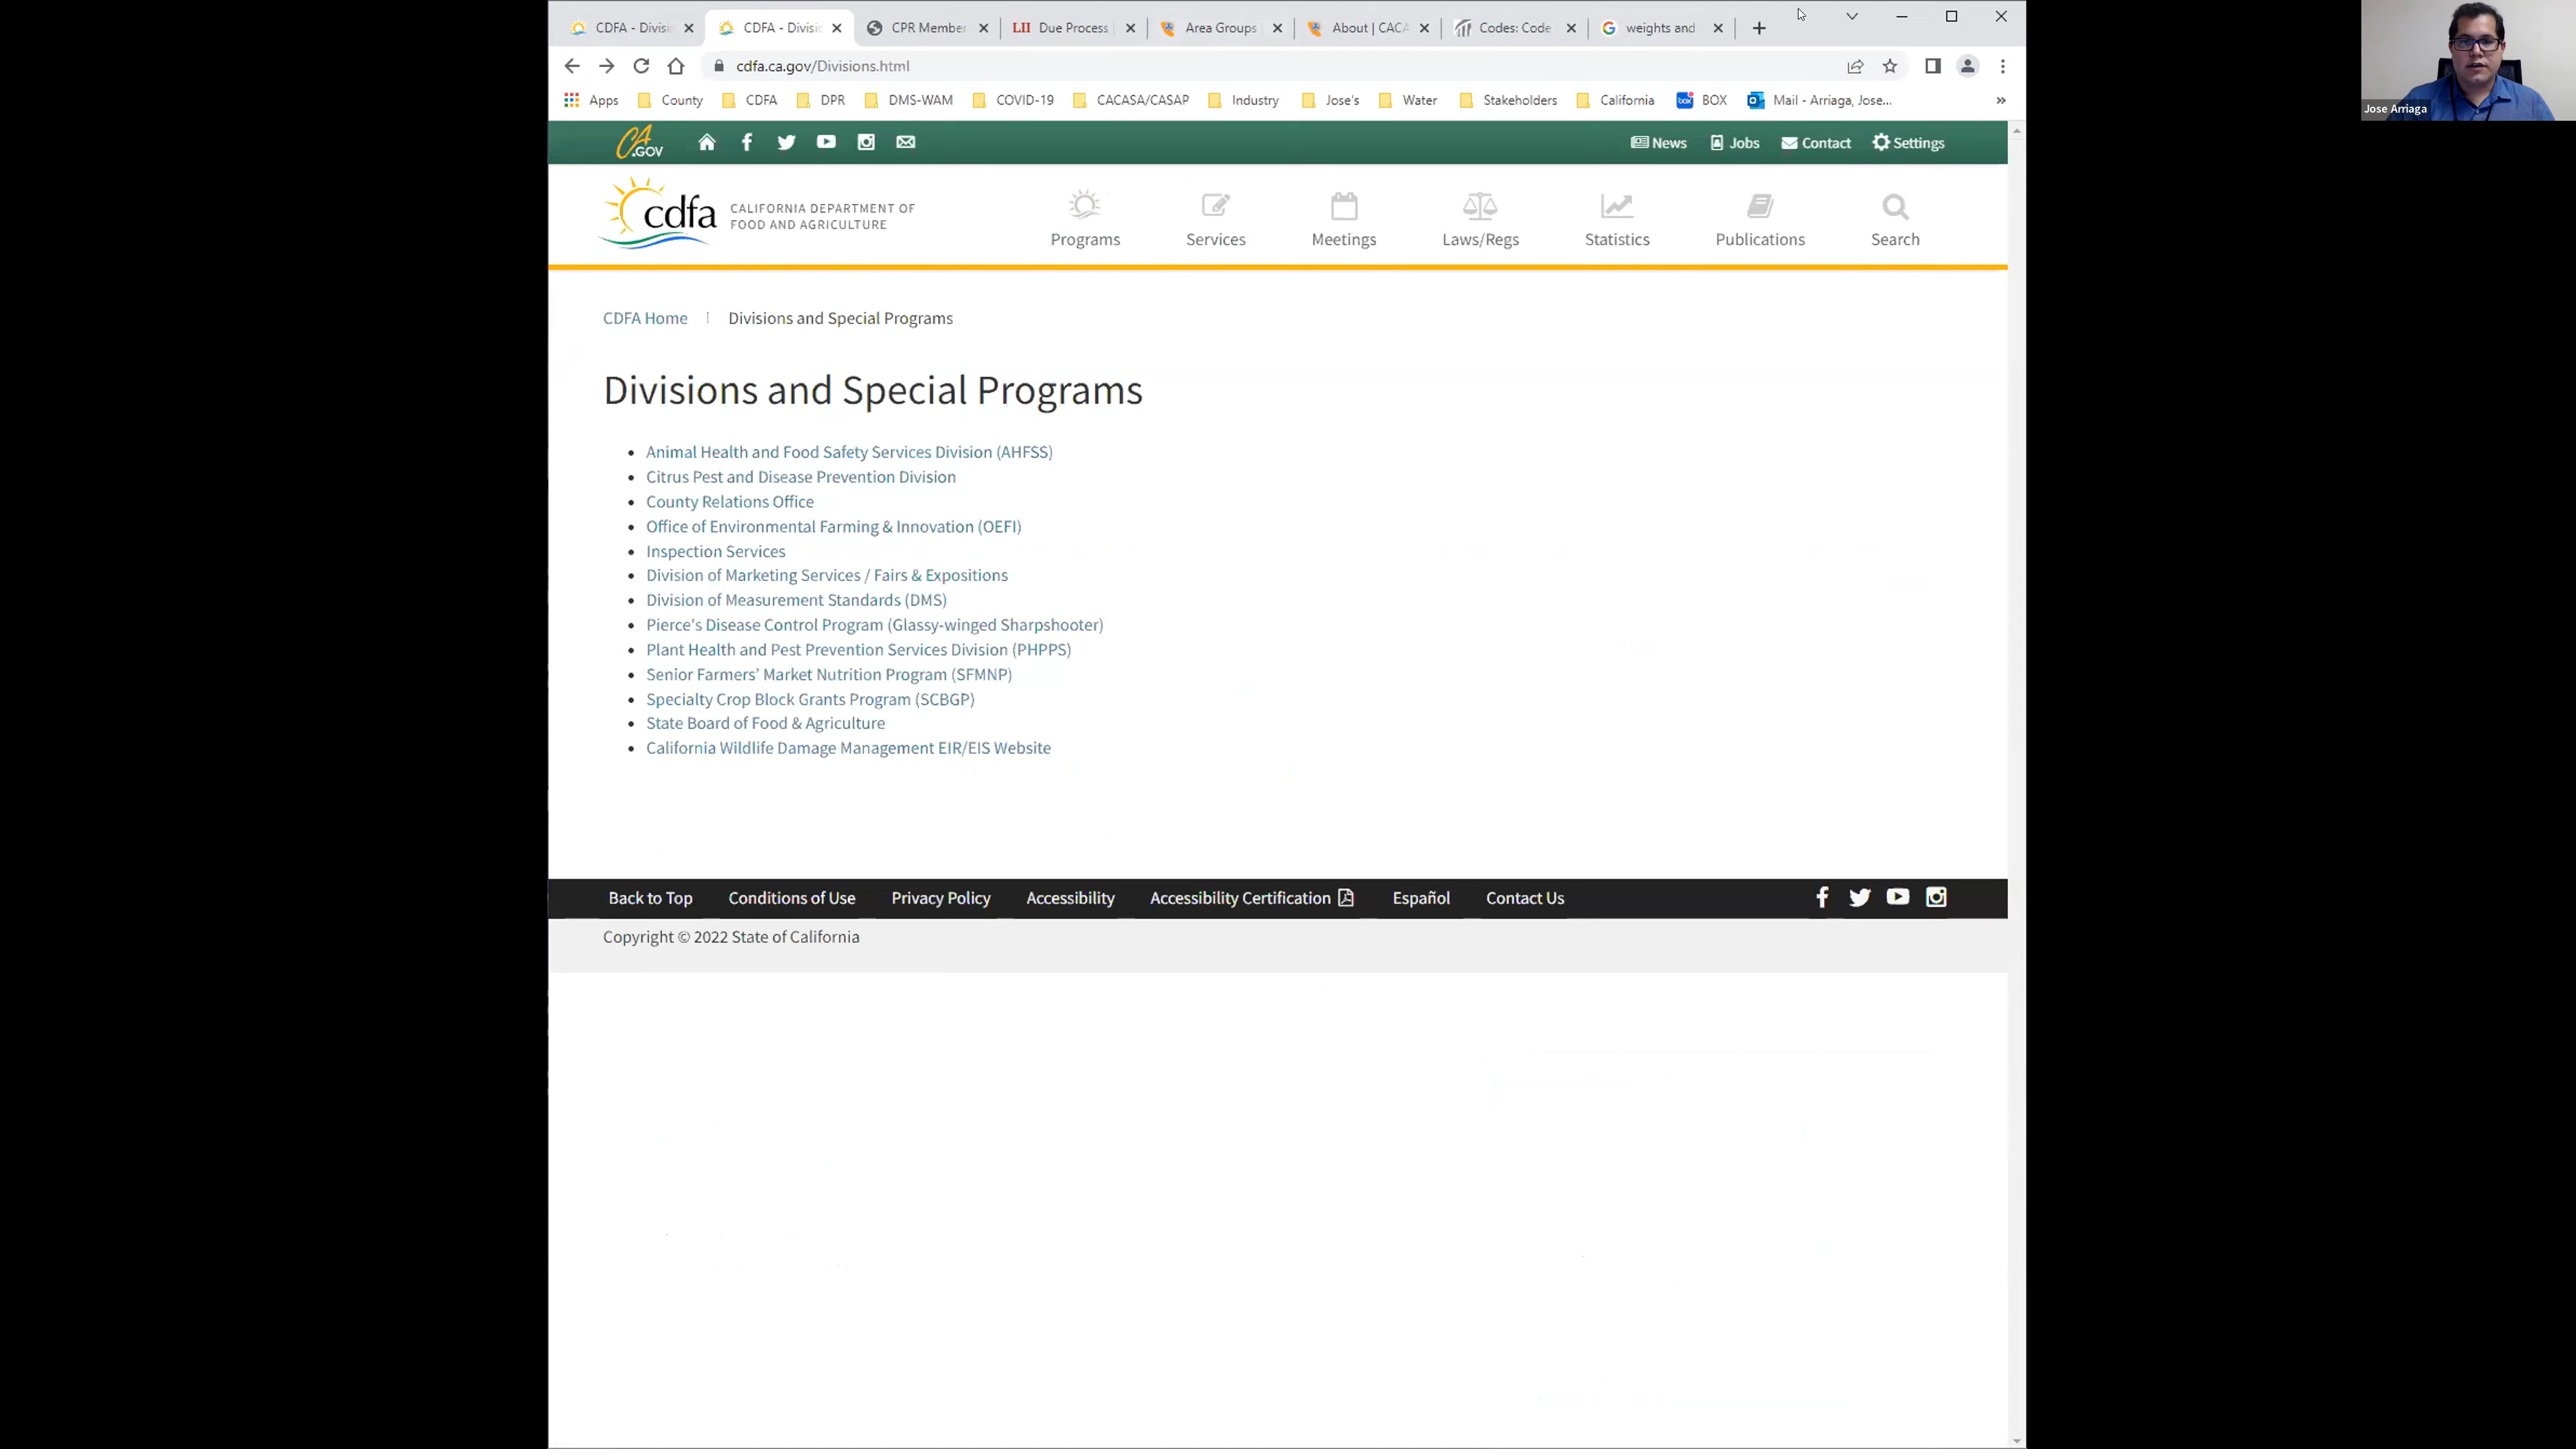 CDFA - Divisi
CDFA - Divisi
CPR Member
LII Due Process
Area Groups
About | CACA
Codes: Code
weights and
cdfa.ca.gov/Divisions.html
Apps County CDFA DPR DMS-WAM COVID-19 CACASA/CASAP Industry Jose's Water Stakeholders California BOX Mail - Arriaga, Jose...
Jose Arriaga
CA.GOV News Jobs Contact Settings
cdfa CALIFORNIA DEPARTMENT OF
FOOD AND AGRICULTURE
Programs Services Meetings Laws/Regs Statistics Publications Search
CDFA Home Divisions and Special Programs
Divisions and Special Programs
• Animal Health and Food Safety Services Division (AHFSS)
• Citrus Pest and Disease Prevention Division
• County Relations Office
• Office of Environmental Farming & Innovation (OEFI)
• Inspection Services
• Division of Marketing Services / Fairs & Expositions
• Division of Measurement Standards (DMS)
• Pierce's Disease Control Program (Glassy-winged Sharpshooter)
• Plant Health and Pest Prevention Services Division (PHPPS)
• Senior Farmers’ Market Nutrition Program (SFMNP)
• Specialty Crop Block Grants Program (SCBGP)
• State Board of Food & Agriculture
• California Wildlife Damage Management EIR/EIS Website
Back to Top Conditions of Use Privacy Policy Accessibility Accessibility Certification Español Contact Us
Copyright © 2022 State of California